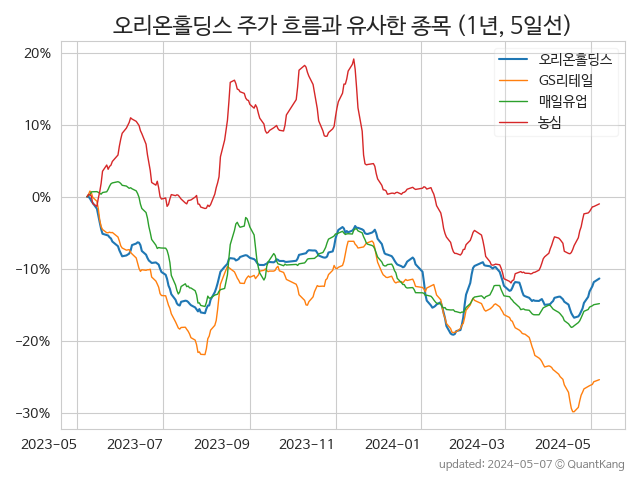 오리온홀딩스 주가 흐름과 유사한 종목 (1년, 5일선)
오리온홀딩스
GS리테일
매일유업
농심
20%
10%
0%
−10%
−20%
−30%
2023-05
2023-07
2023-09
2023-11
2024-01
2024-03
2024-05
updated: 2024-05-07 © QuantKang